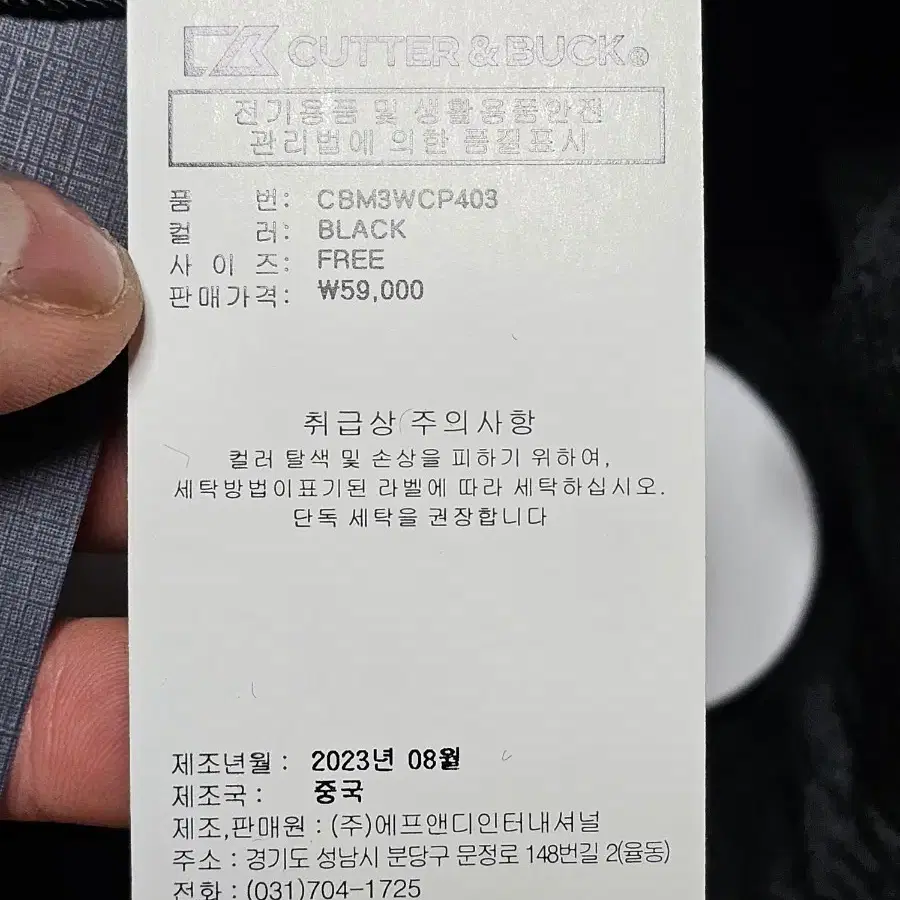 CUTTER & BUCK®
전기용품 및 생활용품안전
관리법에 의한 품질표시
품 번: CBM3WCP403
컬 러: BLACK
사 이 즈: FREE
판매가격: ₩59,000
취급상 주의사항
컬러 탈색 및 손상을 피하기 위하여,
세탁방법이표기된 라벨에 따라 세탁하십시오.
단독 세탁을 권장합니다
제조년월 : 2023년 08월
제조국 : 중국
제조,판매원 : (주)에프앤디인터내셔널
주소 : 경기도 성남시 분당구 문정로 148번길 2(율동)
전화 : (031)704-1725